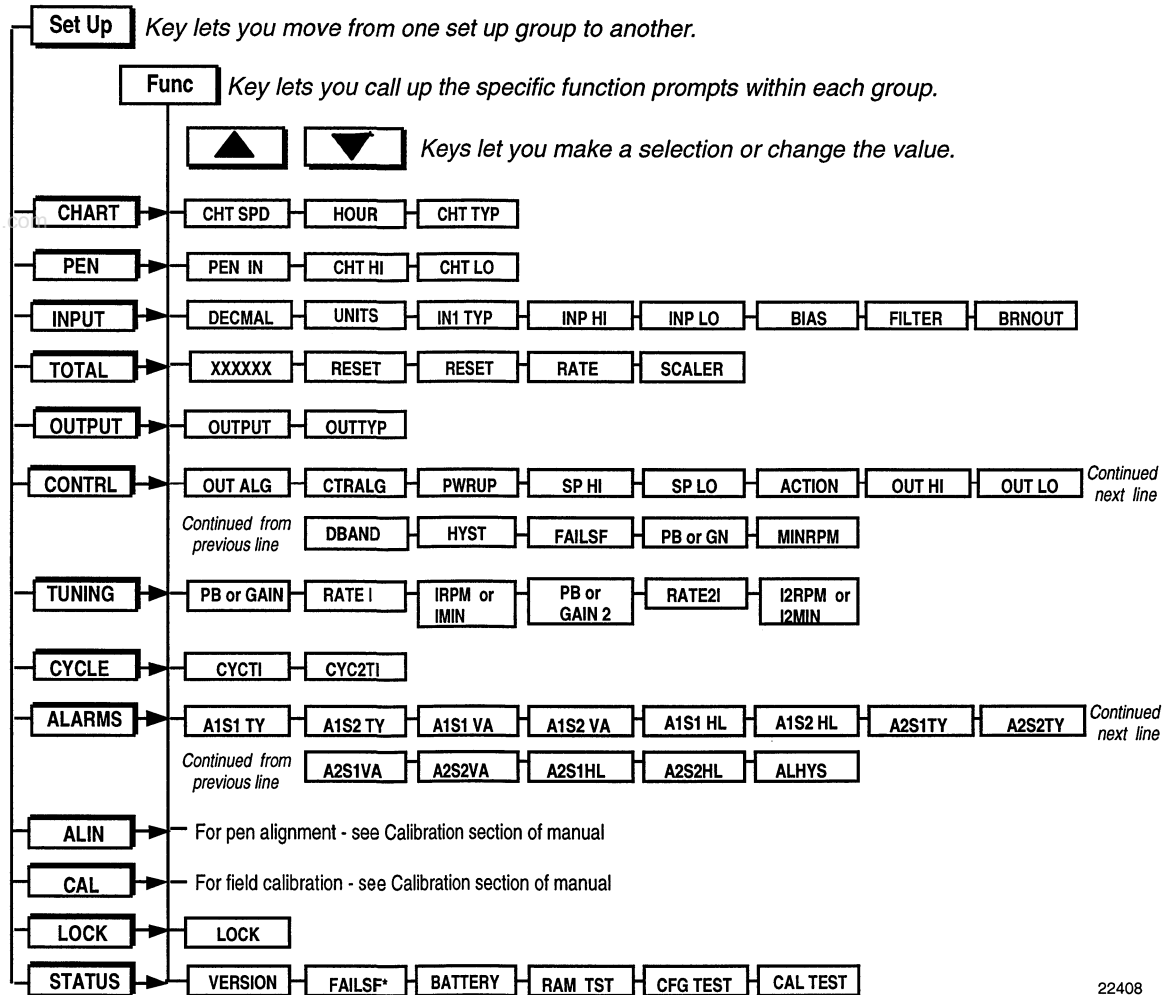 Set Up Key lets you move from one set up group to another.
Func Key lets you call up the specific function prompts within each group.
Keys let you make a selection or change the value.
.com
CHART CHT SPD HOUR CHT TYP
PEN PEN IN CHT HI CHT LO
INPUT DECMAL UNITS IN1 TYP INP HI INP LO BIAS FILTER BRNOUT
TOTAL XXXXXX RESET RESET RATE SCALER
OUTPUT OUTPUT OUTTYP
CONTRL OUT ALG CTRALG PWRUP SP HI SP LO ACTION OUT HI OUT LO Continued
next line
Continued from
previous line
DBAND HYST FAILSF PB or GN MINRPM
TUNING PB or GAIN RATE I IRPM or
IMIN
PB or
GAIN 2
RATE2I I2RPM or
I2MIN
CYCLE CYCTI CYC2TI
ALARMS A1S1 TY A1S2 TY A1S1 VA A1S2 VA A1S1 HL A1S2 HL A2S1TY A2S2TY Continued
next line
Continued from
previous line
A2S1VA A2S2VA A2S1HL A2S2HL ALHYS
ALIN For pen alignment - see Calibration section of manual
CAL For field calibration - see Calibration section of manual
LOCK LOCK
STATUS VERSION FAILSF* BATTERY RAM TST CFG TEST CAL TEST
22408